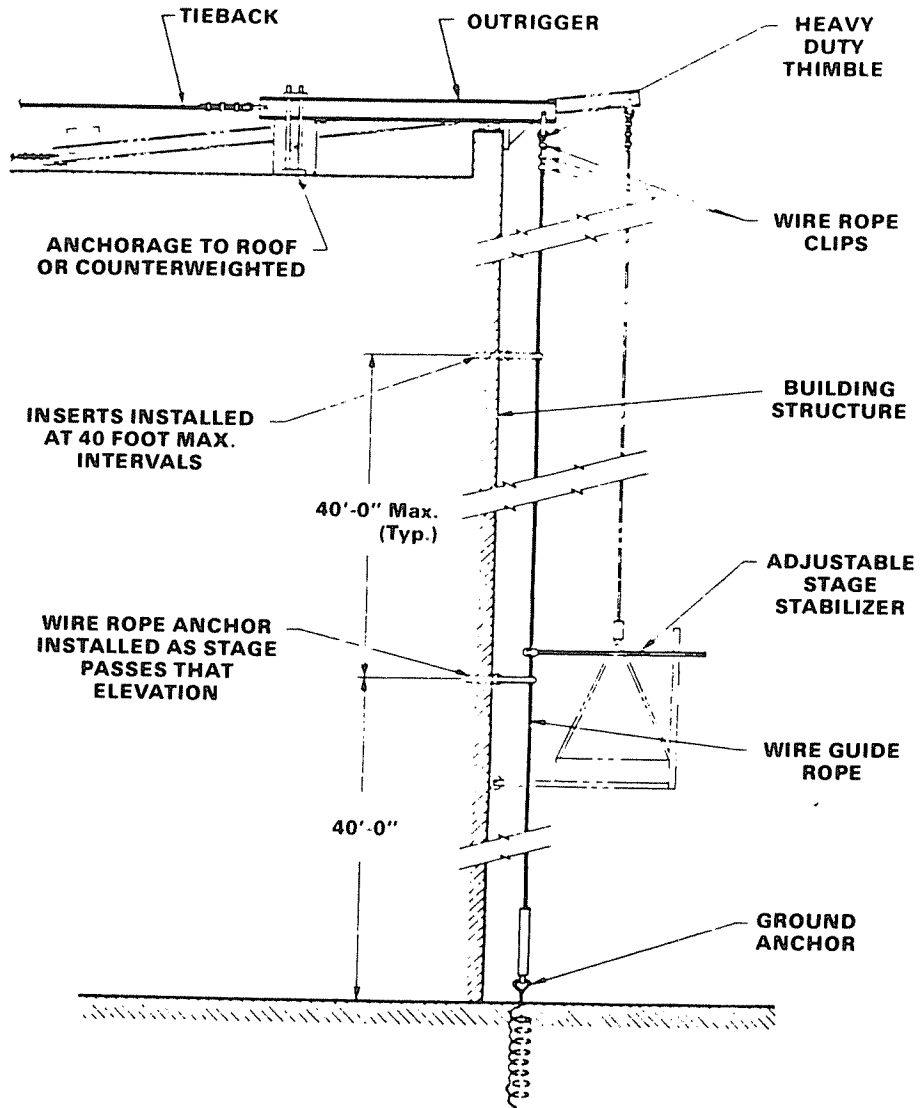 TIEBACK
OUTRIGGER
HEAVY
DUTY
THIMBLE
ANCHORAGE TO ROOF
OR COUNTERWEIGHTED
WIRE ROPE
CLIPS
INSERTS INSTALLED
AT 40 FOOT MAX.
INTERVALS
BUILDING
STRUCTURE
40'-0" Max.
(Typ.)
ADJUSTABLE
STAGE
STABILIZER
WIRE ROPE ANCHOR
INSTALLED AS STAGE
PASSES THAT
ELEVATION
WIRE GUIDE
ROPE
40'-0"
GROUND
ANCHOR